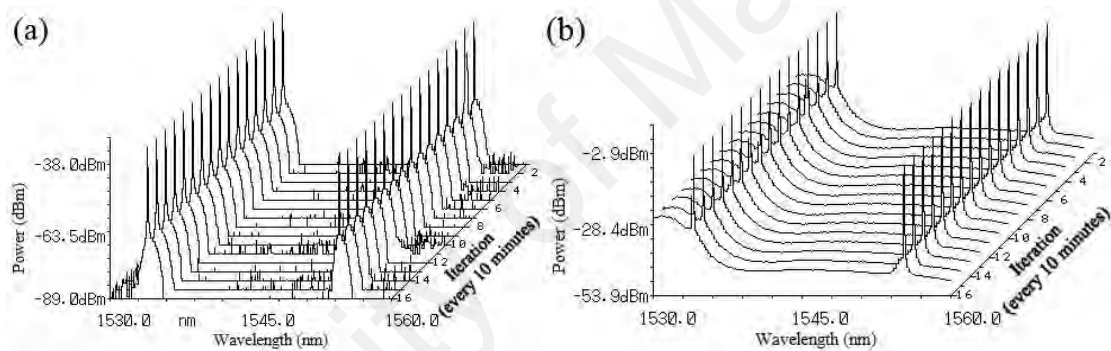 (a)
-38.0dBm
-63.5dBm
-89.0dBm
Power (dBm)
1530.0 nm 1545.0 1560.0
Wavelength (nm)
2
4
6
8
10
12
14
16
Iteration
(every 10 minutes)
(b)
-2.9dBm
-28.4dBm
-53.9dBm
Power (dBm)
1530.0 1545.0 1560.0
Wavelength (nm)
2
4
6
8
10
12
14
16
Iteration
(every 10 minutes)
ity of Ma